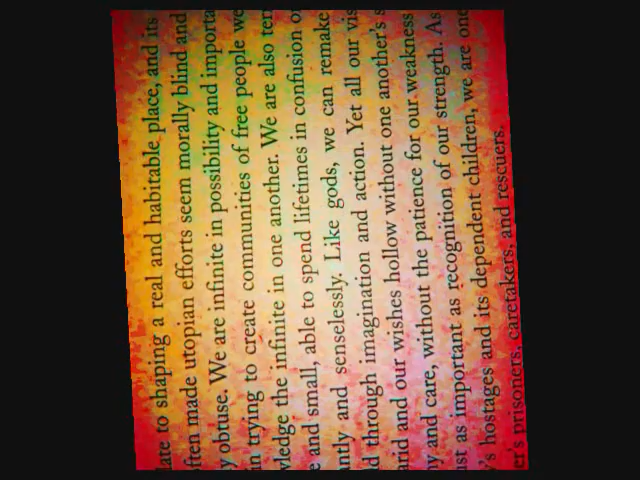 late to shaping a real and habitable place, and its
often made utopian efforts seem morally blind and
y obtuse. We are infinite in possibility and importa
n trying to create communities of free people we
wledge the infinite in one another. We are also ter
e and small, able to spend lifetimes in confusion o
ntly and senselessly. Like gods, we can remake
d through imagination and action. Yet all our vis
arid and our wishes hollow without one another's s
y and care, without the patience for our weakness
ust as important as recognition of our strength. As
y's hostages and its dependent children, we are one
er's prisoners, caretakers, and rescuers.